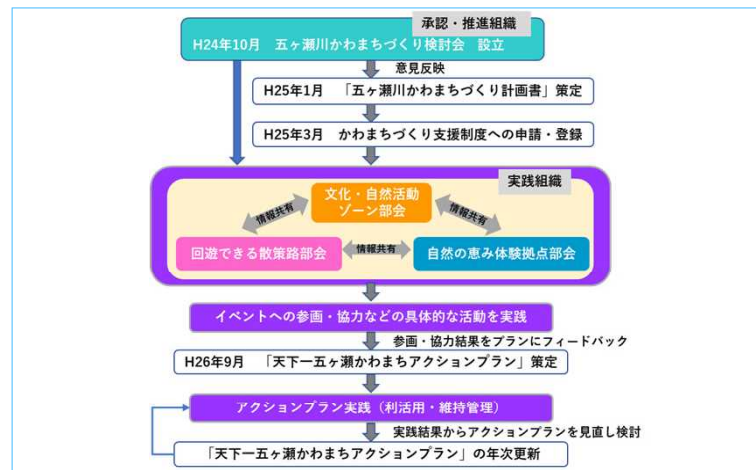 承認・推進組織
H24年10月 五ヶ瀬川かわまちづくり検討会 設立
意見反映
H25年1月 「五ヶ瀬川かわまちづくり計画書」策定
H25年3月 かわまちづくり支援制度への申請・登録
実践組織
文化・自然活動
ゾーン部会
情報共有
情報共有
回遊できる散策路部会
情報共有
自然の恵み体験拠点部会
イベントへの参画・協力などの具体的な活動を実践
参画・協力結果をプランにフィードバック
H26年9月 「天下一五ヶ瀬かわまちアクションプラン」策定
アクションプラン実践（利活用・維持管理）
実践結果からアクションプランを見直し検討
「天下一五ヶ瀬かわまちアクションプラン」の年次更新